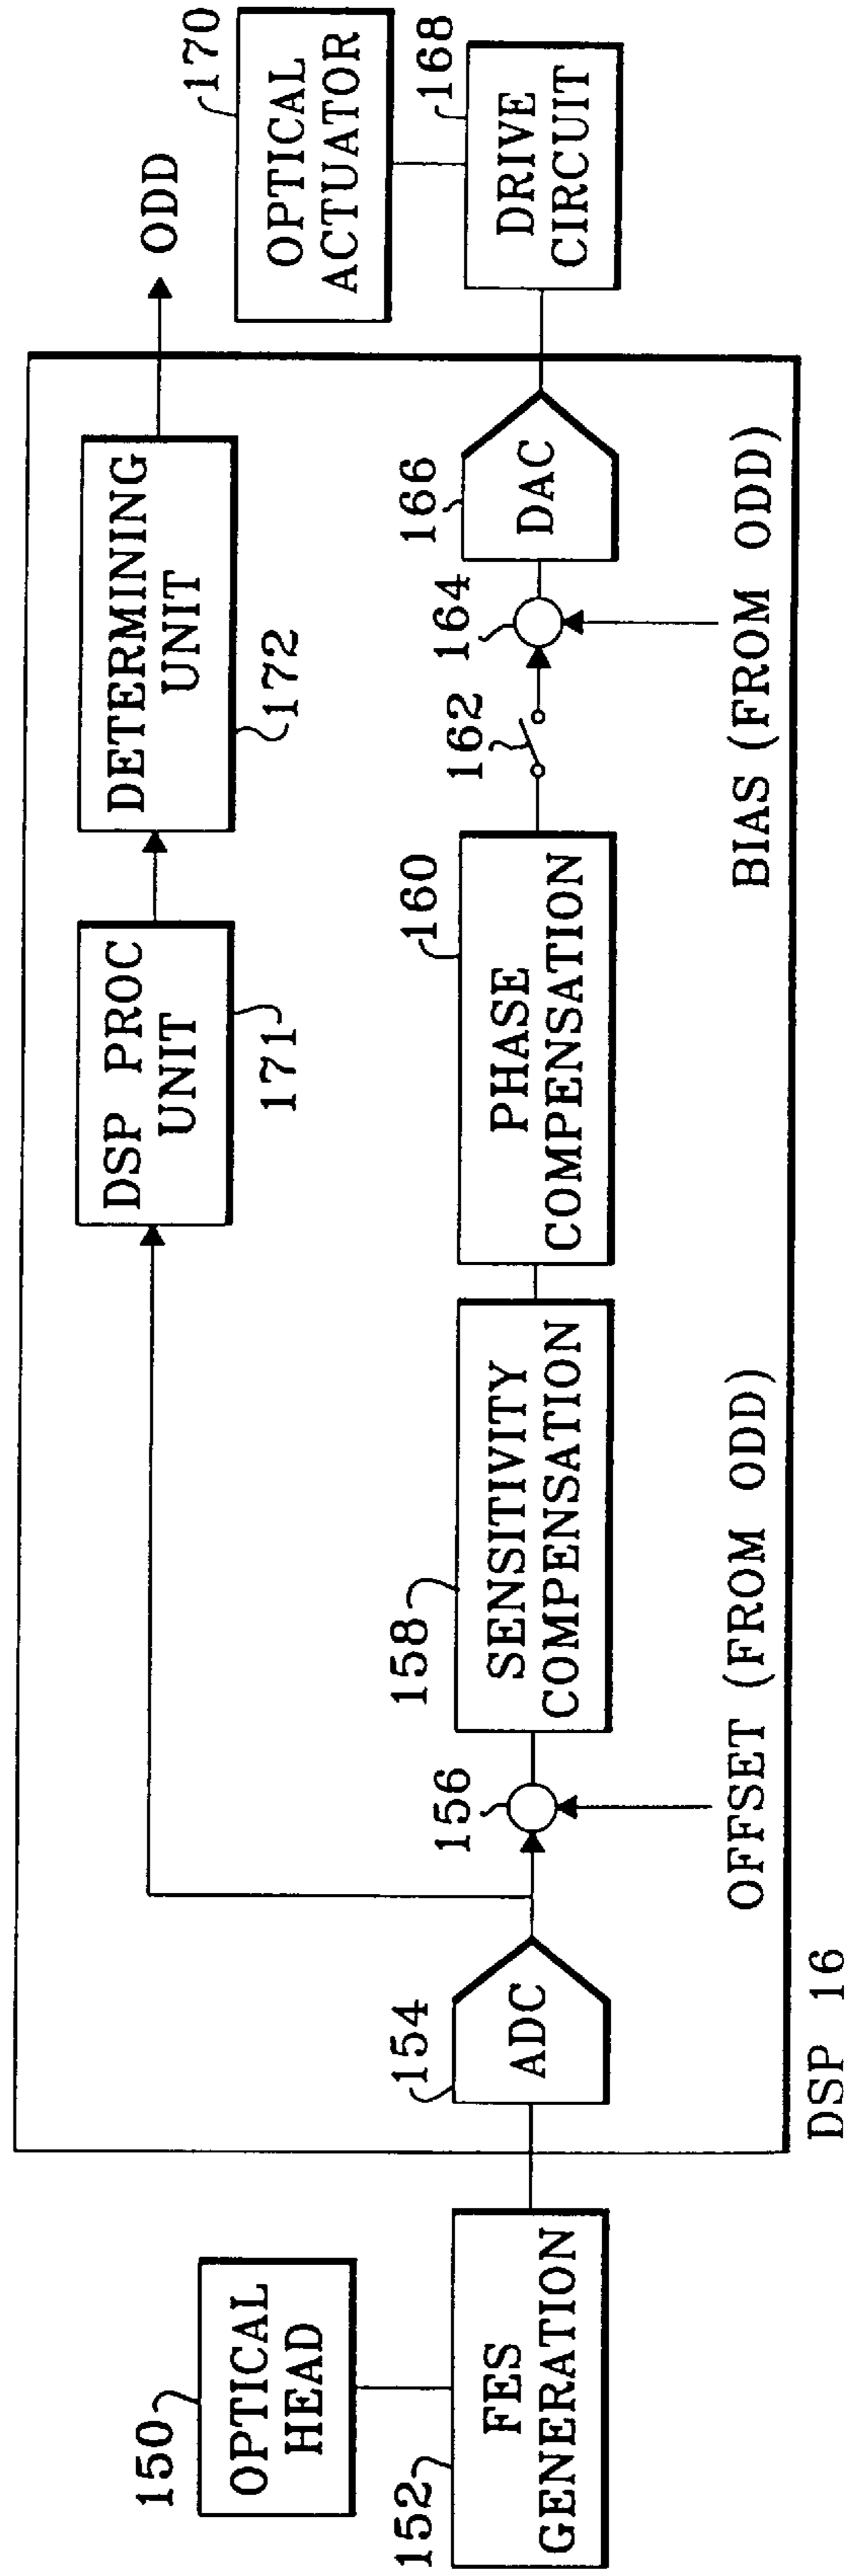 150
OPTICAL
HEAD
152
FES
GENERATION
154
ADC
156
OFFSET (FROM ODD)
158
SENSITIVITY
COMPENSATION
160
PHASE
COMPENSATION
162
164
BIAS (FROM ODD)
166
DAC
168
DRIVE
CIRCUIT
170
OPTICAL
ACTUATOR
DSP PROC
UNIT
171
DETERMINING
UNIT
172
ODD
DSP 16